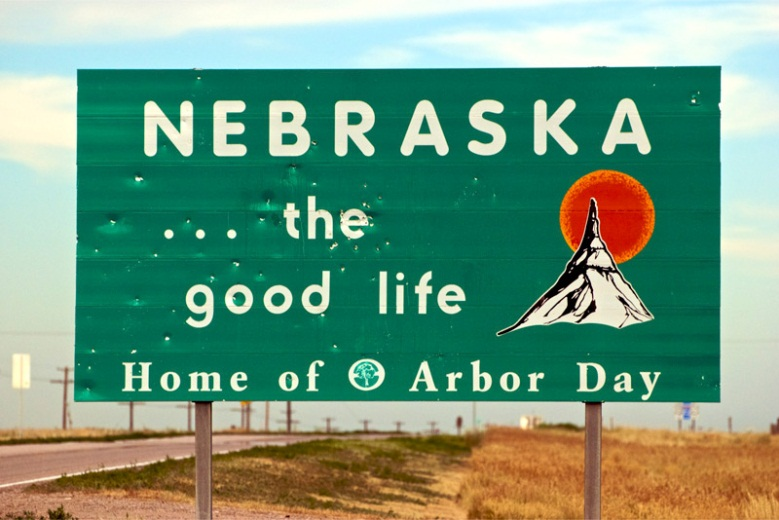 NEBRASKA
... the
good life
Home of Arbor Day